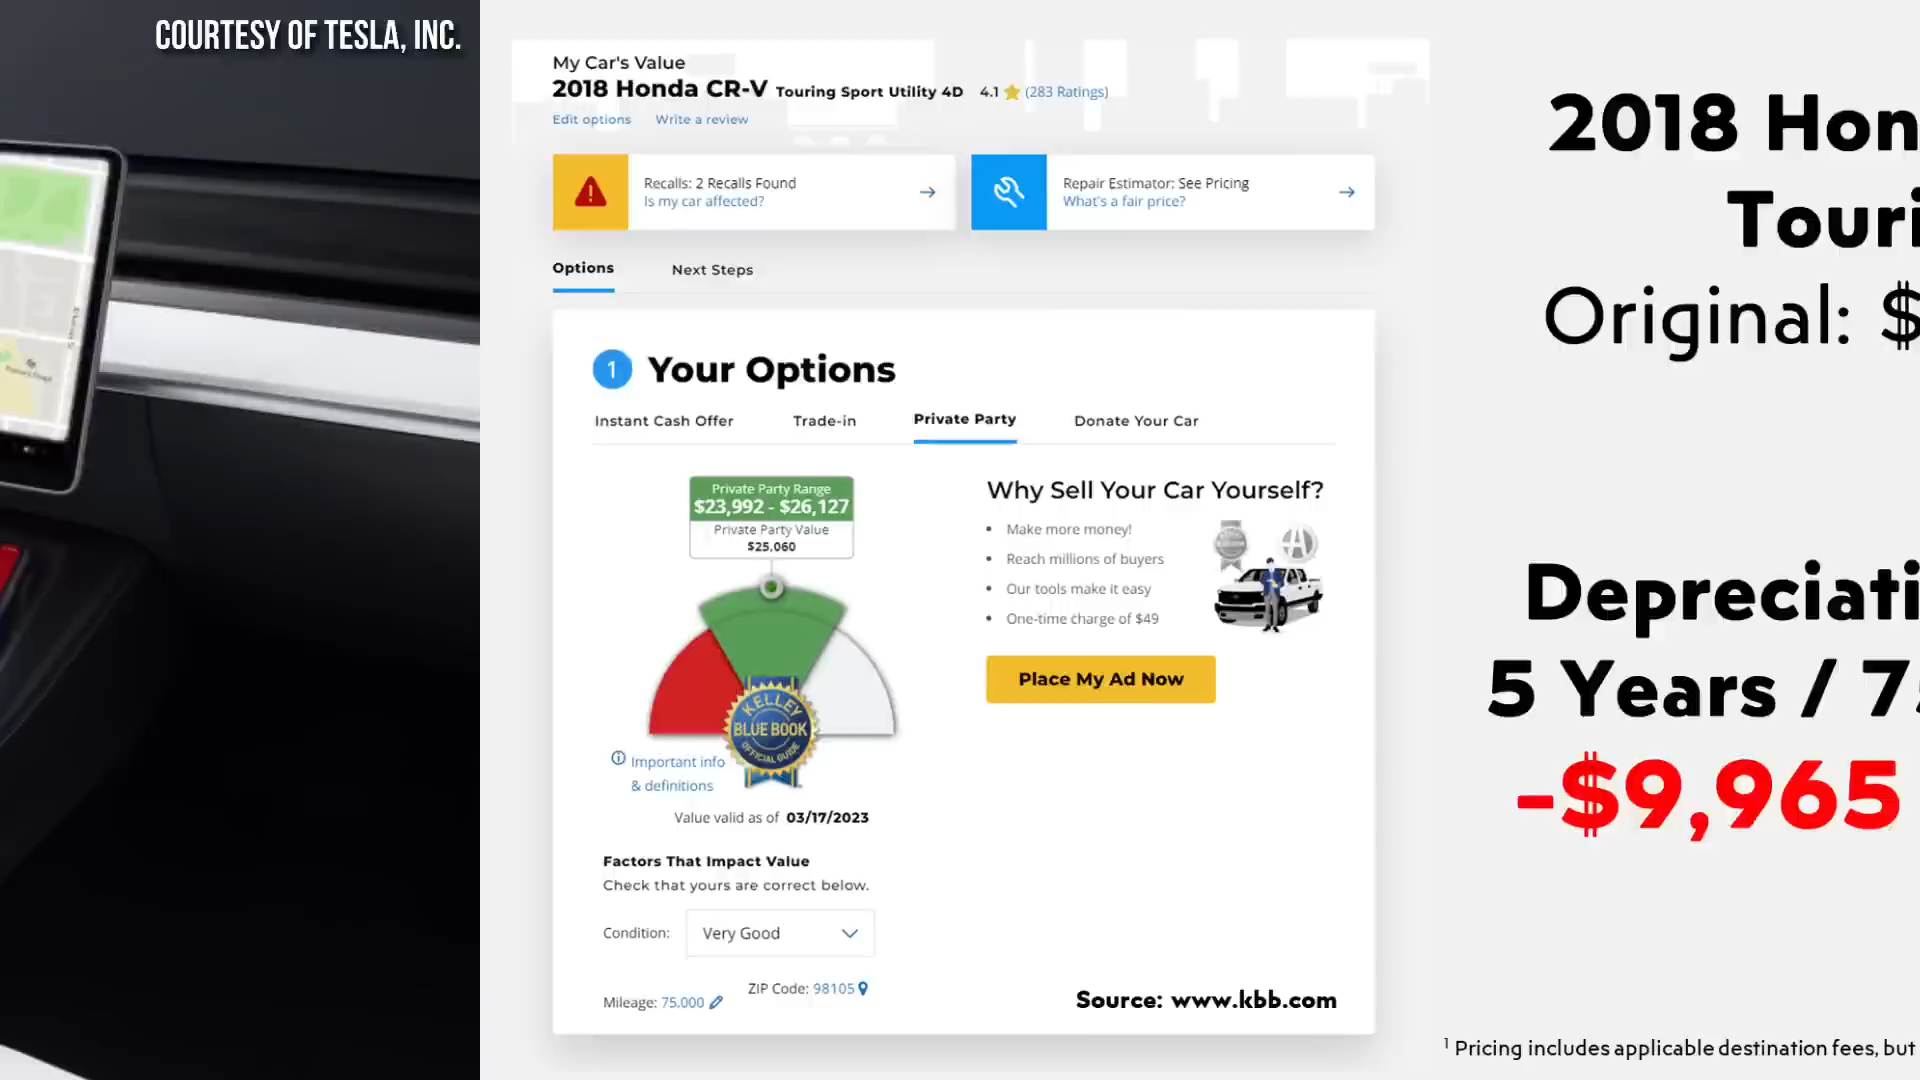 COURTESY OF TESLA, INC.
My Car's Value
2018 Honda CR-V Touring Sport Utility 4D 4.1 (283 Ratings)
Edit options Write a review
Recalls: 2 Recalls Found
Is my car affected?
Repair Estimator: See Pricing
What's a fair price?
Options Next Steps
1 Your Options
Instant Cash Offer Trade-in Private Party Donate Your Car
Private Party Range
$23,992 - $26,127
Private Party Value
$25,060
KELLEY
BLUE BOOK
OFFICIAL GUIDE
Important info
& definitions
Value valid as of 03/17/2023
Why Sell Your Car Yourself?
• Make more money!
• Reach millions of buyers
• Our tools make it easy
• One-time charge of $49
Place My Ad Now
Factors That Impact Value
Check that yours are correct below.
Condition: Very Good
Mileage: 75,000 ZIP Code: 98105
Source: www.kbb.com
2018 Hon
Touri
Original: $
Depreciati
5 Years / 75
-$9,965
1 Pricing includes applicable destination fees, but